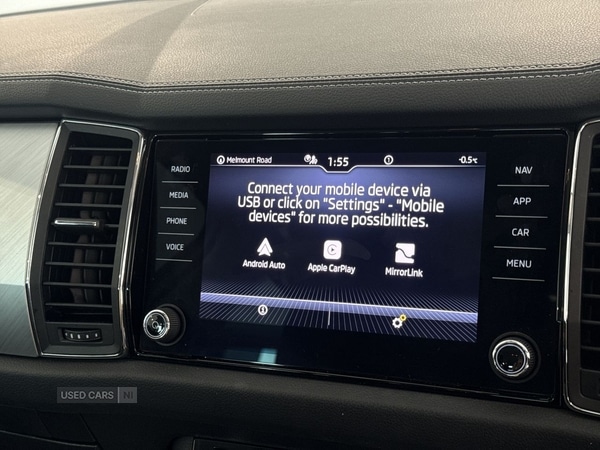 Melmount Road 1:55 1 -0.5°C
RADIO
MEDIA
PHONE
VOICE
Connect your mobile device via
USB or click on "Settings" - "Mobile
devices" for more possibilities.
Android Auto Apple CarPlay MirrorLink
NAV
APP
CAR
MENU
USED CARS NI